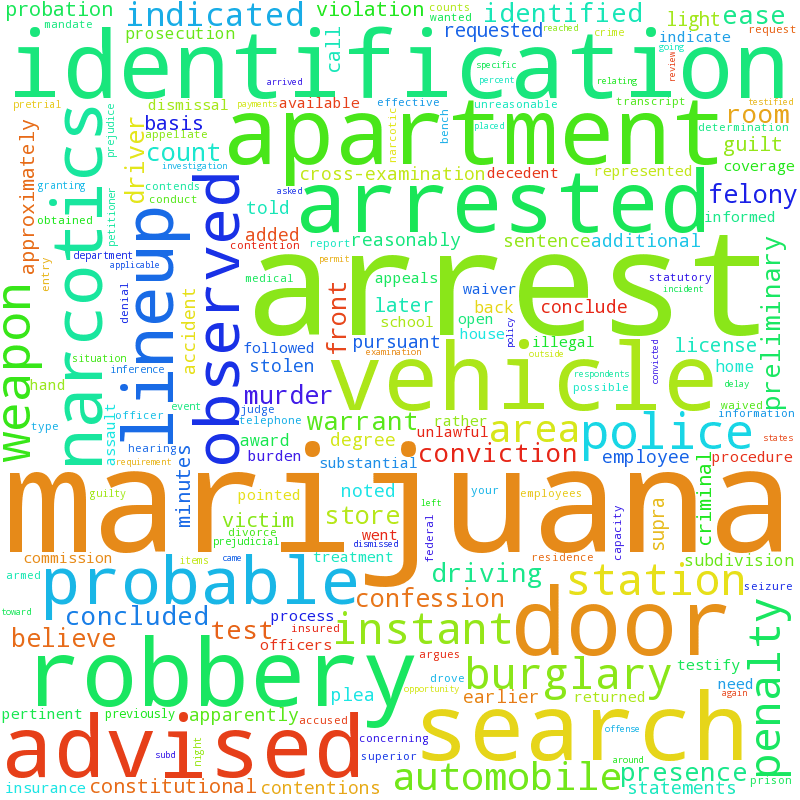 probation
indicated
violation
call
counts
wanted
requested
reached
crime
identified
light
ease
mandate
prosecution
indicate
request
identification
going
review
specific
percent
relating
arrived
pretrial
prejudice
narcotics
dismissal
payments
available
effective
bench
unreasonable
transcript
testified
driver
basis
appellate
apartment
narcotic
placed
room
determination
approximately
count
investigation
guilt
cross-examination
decedent
represented
coverage
granting
contends
asked
arrested
felony
obtained
petitioner
conduct
observed
told
informed
lineup
added
report
reasonably
sentence
additional
contention
department
applicable
entry
permit
arrest
preliminary
medical
appeals
statutory
weapon
denial
accident
front
waiver
incident
later
back
conclude
school
open
house
policy
license
situation
followed
pursuant
illegal
home
inference
stolen
examination
vehicle
outside
convicted
respondents
possible
delay
hand
murder
type
officer
event
judge
telephone
warrant
rather
area
police
waived
information
assault
hearing
award
degree
unlawful
states
burden
conviction
employee
procedure
requirement
minutes
substantial
criminal
marijuana
guilty
pointed
noted
left
your
employees
capacity
supra
victim
store
federal
divorce
prejudicial
went
dismissed
commission
items
came
treatment
residence
subdivision
armed
probable
driving
station
seizure
toward
concluded
process
confession
instant
door
penalty
believe
test
insured
officers
argues
robbery
burglary
testify
plea
drove
need
opportunity
earlier
returned
again
pertinent
previously
apparently
accused
search
offense
advised
subd
night
concerning
superior
around
automobile
presence
prison
insurance
constitutional
contentions
statements